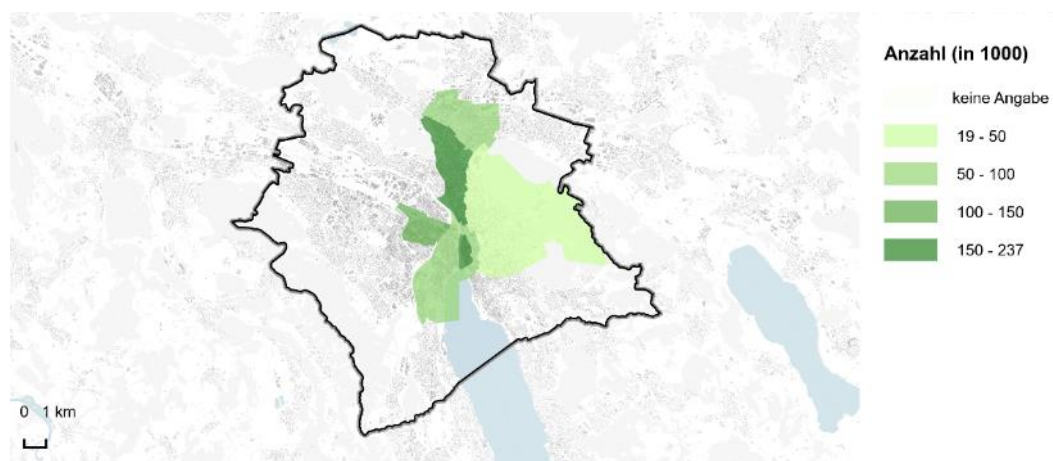 Anzahl (in 1000)
keine Angabe
19 - 50
50 - 100
100 - 150
150 - 237
0 1 km